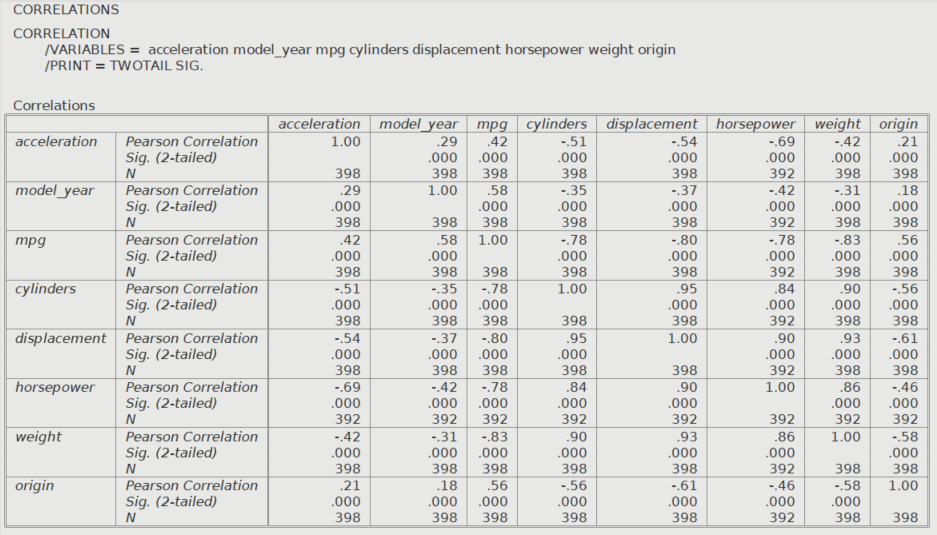 CORRELATIONS
CORRELATION
/VARIABLES = acceleration model_year mpg cylinders displacement horsepower weight origin
/PRINT = TWOTAIL SIG.
Correlations
acceleration model_year mpg cylinders displacement horsepower weight origin
acceleration Pearson Correlation 1.00 .29 .42 -.51 -.54 -.69 -.42 .21
Sig. (2-tailed) .000 .000 .000 .000 .000 .000 .000
N 398 398 398 398 398 392 398 398
model_year Pearson Correlation .29 1.00 .58 -.35 -.37 -.42 -.31 .18
Sig. (2-tailed) .000 .000 .000 .000 .000 .000 .000
N 398 398 398 398 398 392 398 398
mpg Pearson Correlation .42 .58 1.00 -.78 -.80 -.78 -.83 .56
Sig. (2-tailed) .000 .000 .000 .000 .000 .000 .000
N 398 398 398 398 398 392 398 398
cylinders Pearson Correlation -.51 -.35 -.78 1.00 .95 .84 .90 -.56
Sig. (2-tailed) .000 .000 .000 .000 .000 .000 .000
N 398 398 398 398 398 392 398 398
displacement Pearson Correlation -.54 -.37 -.80 .95 1.00 .90 .93 -.61
Sig. (2-tailed) .000 .000 .000 .000 .000 .000 .000
N 398 398 398 398 398 392 398 398
horsepower Pearson Correlation -.69 -.42 -.78 .84 .90 1.00 .86 -.46
Sig. (2-tailed) .000 .000 .000 .000 .000 .000 .000
N 392 392 392 392 392 392 392 392
weight Pearson Correlation -.42 -.31 -.83 .90 .93 .86 1.00 -.58
Sig. (2-tailed) .000 .000 .000 .000 .000 .000 .000
N 398 398 398 398 398 392 398 398
origin Pearson Correlation .21 .18 .56 -.56 -.61 -.46 -.58 1.00
Sig. (2-tailed) .000 .000 .000 .000 .000 .000 .000
N 398 398 398 398 398 392 398 398